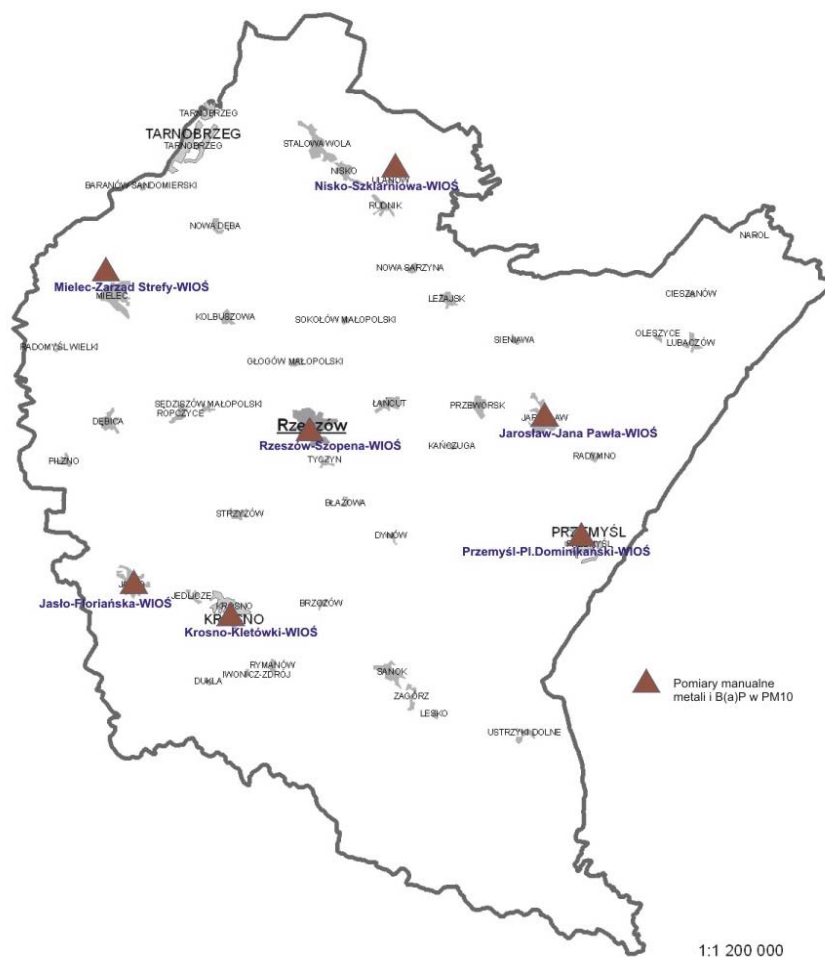 TARNOBRZEG
TARNOBRZEG
TARNOBRZEG
STALOWA WOLA
NISKO
ULANÓW
Nisko-Szklarniowa-WIOŚ
BARANÓW SANDOMIERSKI
RUDNIK
NOWA DĘBA
NAROL
NOWA SARZYNA
Mielec-Zarząd Strefy-WIOŚ
MIELEC
CIESZANÓW
LEŻAJSK
KOLBUSZOWA
SOKOŁÓW MAŁOPOLSKI
OLESZYCE
SIENIAWA
LUBACZÓW
RADOMYŚL WIELKI
GŁOGÓW MAŁOPOLSKI
SĘDZISZÓW MAŁOPOLSKI
ROPCZYCE
ŁAŃCUT
PRZEWORSK
DĘBICA
Rzeszów
Jarosław-Jana Pawła-WIOŚ
Rzeszów-Szopena-WIOŚ
KAŃCZUGA
PILZNO
TYCZYN
RADYMNO
BŁAŻOWA
STRZYŻÓW
DYNÓW
PRZEMYŚL
Przemyśl-Pl.Dominikański-WIOŚ
JEDLICZE
Jasło-Floriańska-WIOŚ
KROSNO
BRZOZÓW
KROSNO
Krosno-Kletówki-WIOŚ
RYMANÓW
IWONICZ-ZDRÓJ
DUKLA
SANOK
ZAGÓRZ
LESKO
USTRZYKI DOLNE
Pomiary manualne
metali i B(a)P w PM10
1:1 200 000